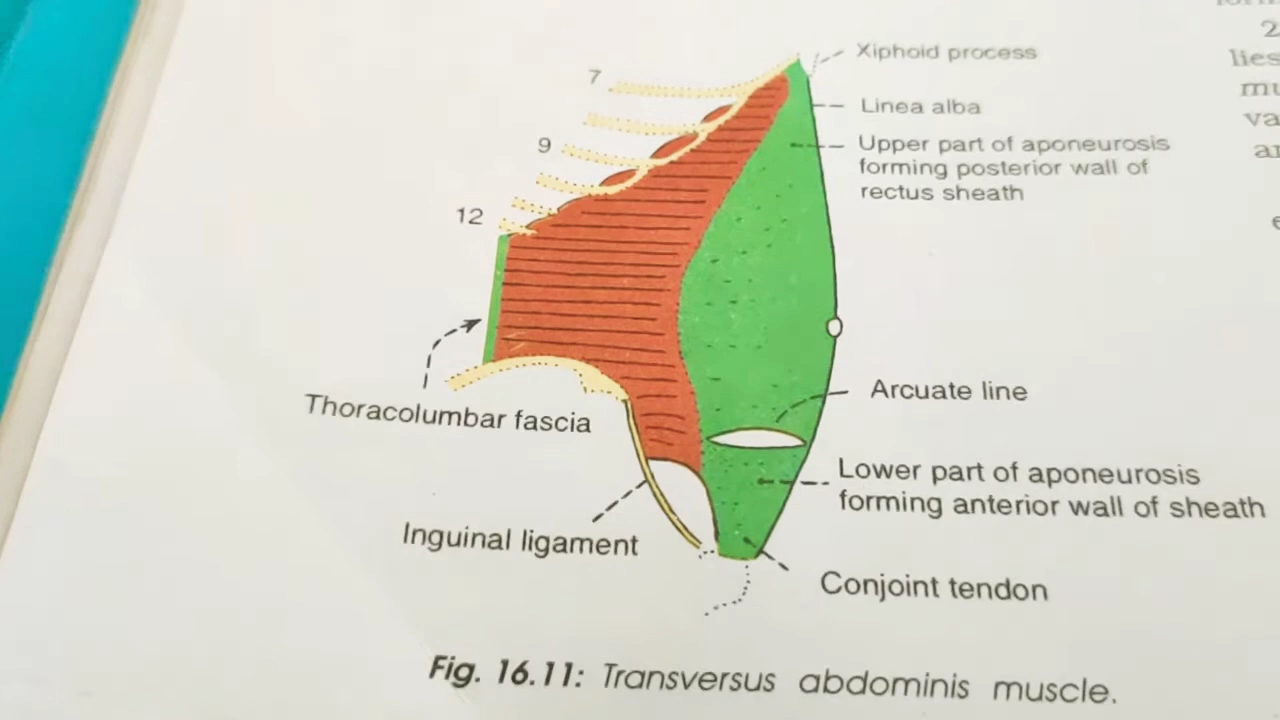 Xiphoid process
7
Linea alba
Upper part of aponeurosis
forming posterior wall of
rectus sheath
9
12
Arcuate line
Thoracolumbar fascia
Lower part of aponeurosis
forming anterior wall of sheath
Inguinal ligament
Conjoint tendon
Fig. 16.11: Transversus abdominis muscle.
2
lies